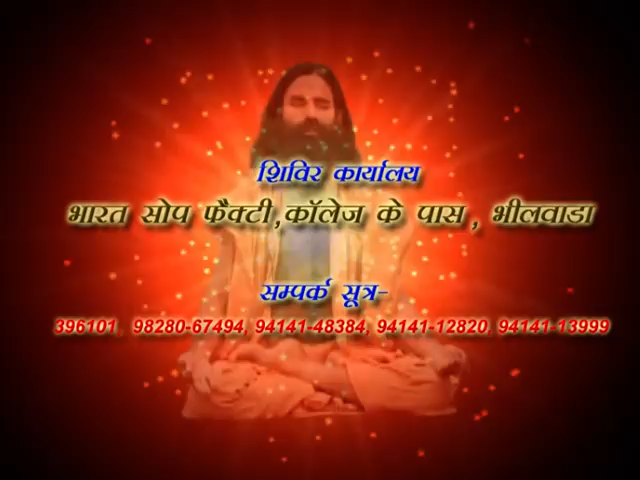 शिविर कार्यालय
भारत सोप फैक्टी,कॉलेज के पास , भीलवाडा
सम्पर्क सूत्र-
396101, 98280-67494, 94141-48384, 94141-12820, 94141-13999